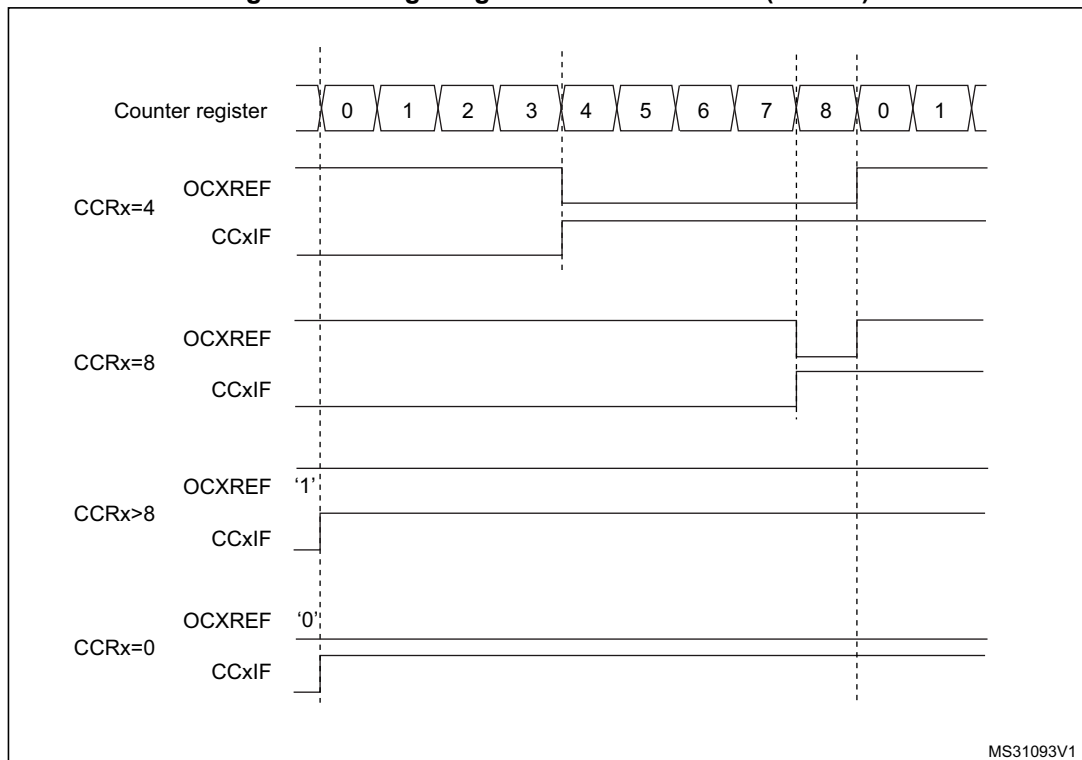 Counter register 0 1 2 3 4 5 6 7 8 0 1
OCXREF
CCRx=4
CCxIF
OCXREF
CCRx=8
CCxIF
OCXREF '1'
CCRx>8
CCxIF
OCXREF '0'
CCRx=0
CCxIF
MS31093V1